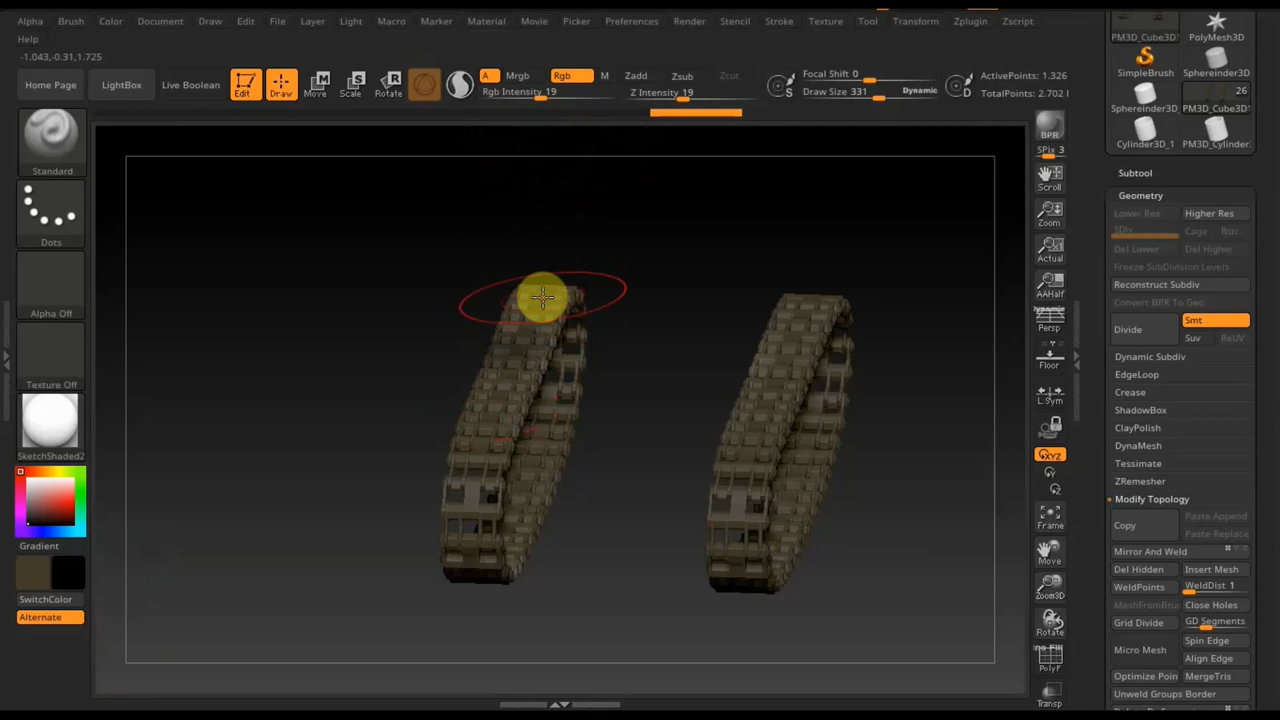 Alpha Brush Color Document Draw Edit File Layer Light Macro Marker Material Movie Picker Preferences Render Stencil Stroke Texture Tool Transform Zplugin Zscript
Help
-1.043,-0.31,1.725
Home Page
LightBox
Live Boolean
Edit
Draw
M
Move
S
Scale
R
Rotate
A
Mrgb
Rgb
M
Rgb Intensity 19
Zadd
Zsub
Zcut
Z Intensity 19
S
Focal Shift 0
Draw Size 331
Dynamic
D
ActivePoints: 1.326
TotalPoints: 2.702
Standard
Dots
Alpha Off
Texture Off
SketchShaded2
Gradient
SwitchColor
Alternate
BPR
SPix 3
Scroll
Zoom
Actual
AAHalf
Dynamic
Persp
Floor
L.Sym
XYZ
Y
Z
Frame
Move
Zoom3D
Rotate
PolyF
Transp
PM3D_Cube3D
PolyMesh3D
SimpleBrush
Sphereinder3D
26
Sphereinder3D_
PM3D_Cube3D1
Cylinder3D_1
PM3D_Cylinder.
Subtool
Geometry
Lower Res
Higher Res
SDiv
Cage
Rstr
Del Lower
Del Higher
Freeze SubDivision Levels
Reconstruct Subdiv
Convert BPR To Geo
Divide
Smt
Suv
ReUV
Dynamic Subdiv
EdgeLoop
Crease
ShadowBox
ClayPolish
DynaMesh
Tessimate
ZRemesher
Modify Topology
Copy
Paste Append
Paste Replace
Mirror And Weld
Del Hidden
Insert Mesh
WeldPoints
WeldDist 1
MeshFromBru
Close Holes
Grid Divide
GD Segments
Micro Mesh
Spin Edge
Align Edge
Optimize Poin
MergeTris
Unweld Groups Border